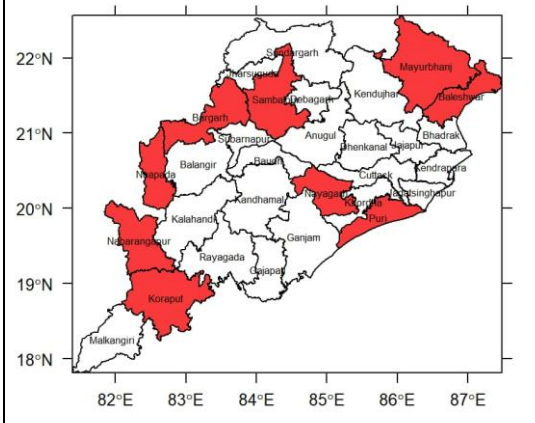 22°N
21°N
20°N
19°N
18°N
Sundargarh
Jharsuguda
Sambalpur
Debagarh
Kendujhar
Mayurbhanj
Baleshwar
Bargarh
Subarnapur
Anugul
Dhenkanal
Jajapur
Bhadrak
Nuapada
Balangir
Baudh
Cuttack
Kendrapara
Kandhamal
Nayagarh
Khordha
Jagatsinghapur
Puri
Kalahandi
Nabarangapur
Rayagada
Ganjam
Gajapati
Koraput
Malkangiri
82°E 83°E 84°E 85°E 86°E 87°E